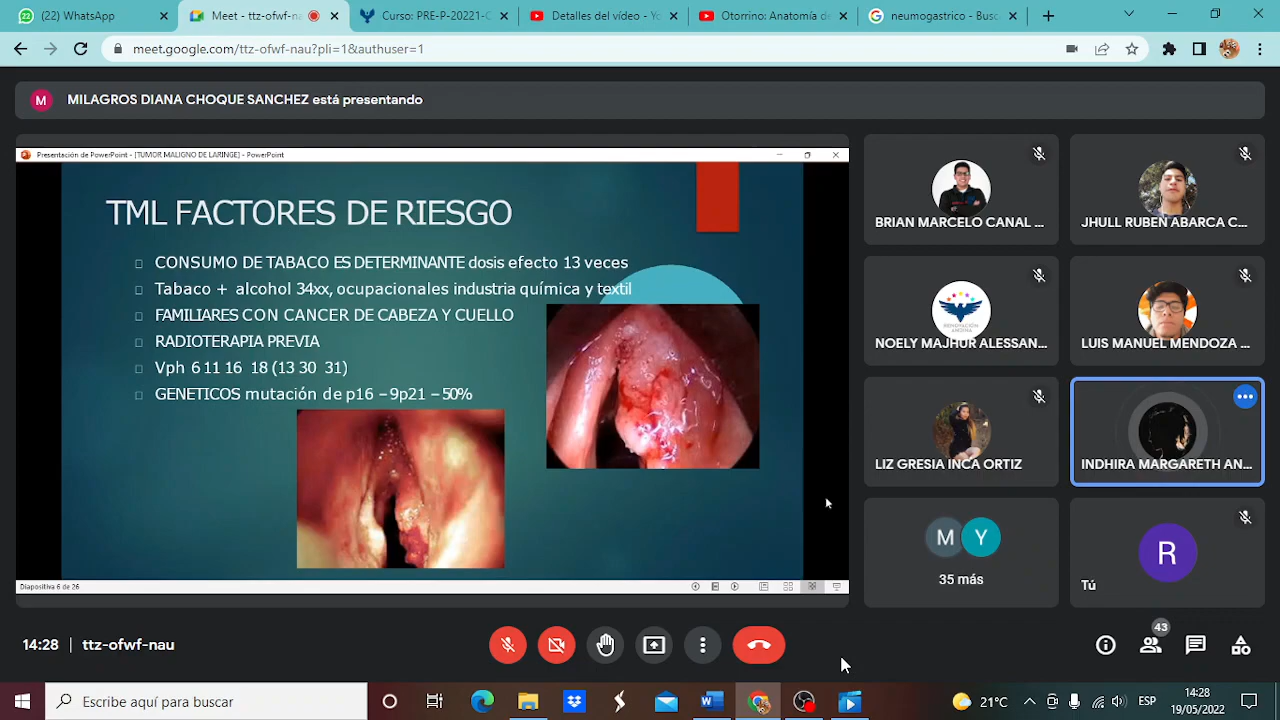 (22) WhatsApp
Meet - ttz-ofwf-na
Curso: PRE-P-20221-C
Detalles del vídeo - Yo
Otorrino: Anatomía de
neumogastrico - Busc
meet.google.com/ttz-ofwf-nau?pli=1&authuser=1
M MILAGROS DIANA CHOQUE SANCHEZ está presentando
Presentación de PowerPoint - [TUMOR MALIGNO DE LARINGE] - PowerPoint
TML FACTORES DE RIESGO
CONSUMO DE TABACO ES DETERMINANTE dosis efecto 13 veces
Tabaco + alcohol 34xx, ocupacionales industria química y textil
FAMILIARES CON CANCER DE CABEZA Y CUELLO
RADIOTERAPIA PREVIA
Vph 6 11 16 18 (13 30 31)
GENETICOS mutación de p16 – 9p21 – 50%
Diapositiva 6 de 26
BRIAN MARCELO CANAL ...
JHULL RUBEN ABARCA C...
RENOVACIÓN
ANDINA
NOELY MAJHUR ALESSAN...
LUIS MANUEL MENDOZA ...
LIZ GRESIA INCA ORTIZ
INDHIRA MARGARETH AN...
M Y
35 más
R
Tú
14:28 | ttz-ofwf-nau
43
22
Escribe aquí para buscar
21°C
ESP
14:28
19/05/2022